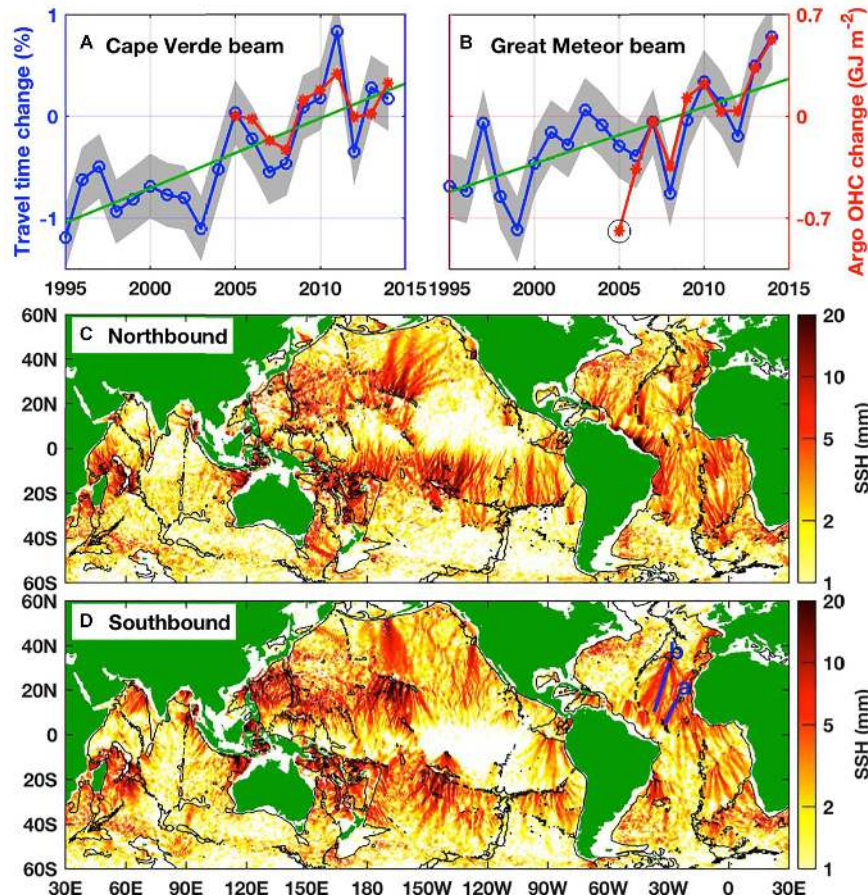 A Cape Verde beam
B Great Meteor beam
Travel time change (%)
1
0
-1
0.7
0
-0.7
Argo OHC change (GJ m⁻²)
1995 2000 2005 2010 2015
1995 2000 2005 2010 2015
C Northbound
60N
40N
20N
0
20S
40S
60S
20
10
5
2
1
SSH (mm)
D Southbound
b
a
60N
40N
20N
0
20S
40S
60S
20
10
5
2
1
SSH (mm)
30E 60E 90E 120E 150E 180E 150W 120W 90W 60W 30W 0 30E